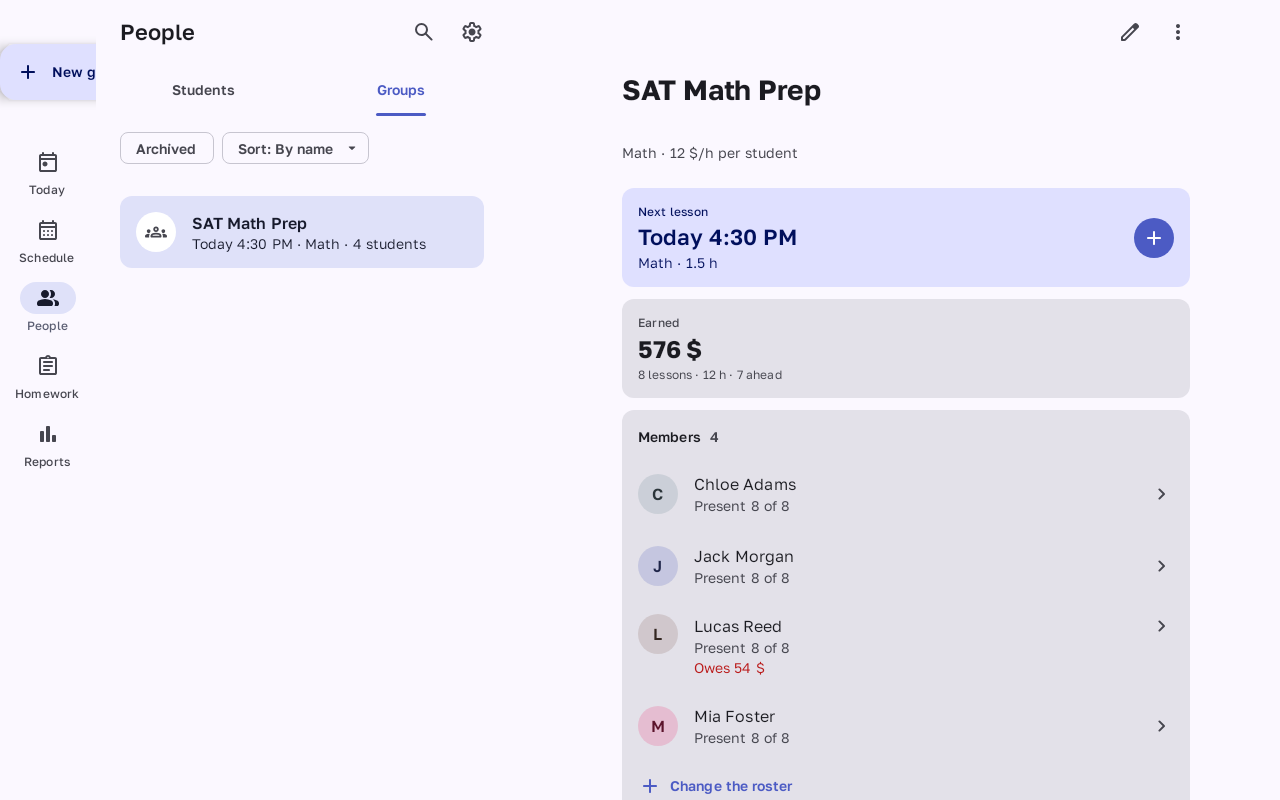 New g
Today
Schedule
People
Homework
Reports
People
Students
Groups
Archived
Sort: By name
SAT Math Prep
Today 4:30 PM · Math · 4 students
SAT Math Prep
Math · 12 $/h per student
Next lesson
Today 4:30 PM
Math · 1.5 h
Earned
576 $
8 lessons · 12 h · 7 ahead
Members 4
C
Chloe Adams
Present 8 of 8
J
Jack Morgan
Present 8 of 8
L
Lucas Reed
Present 8 of 8
Owes 54 $
M
Mia Foster
Present 8 of 8
Change the roster